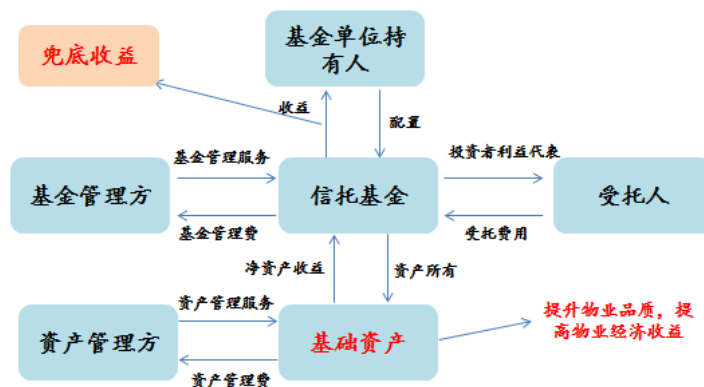 兜底收益
基金单位持
有人
收益
配置
基金管理服务
投资者利益代表
基金管理方
信托基金
受托人
基金管理费
受托费用
净资产收益
资产所有
资产管理服务
提升物业品质，提
高物业经济收益
资产管理方
基础资产
资产管理费